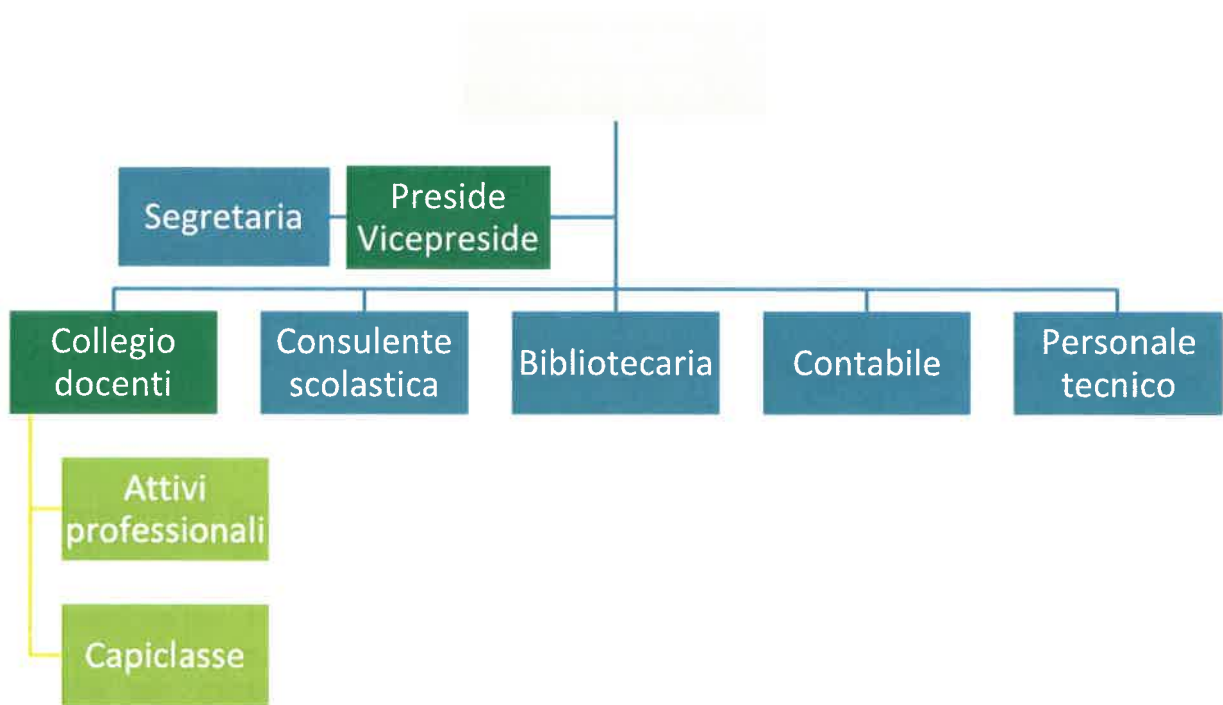 Segretaria
Preside
Vicepreside
Collegio
docenti
Consulente
scolastica
Bibliotecaria
Contabile
Personale
tecnico
Attivi
professionali
Capiclasse